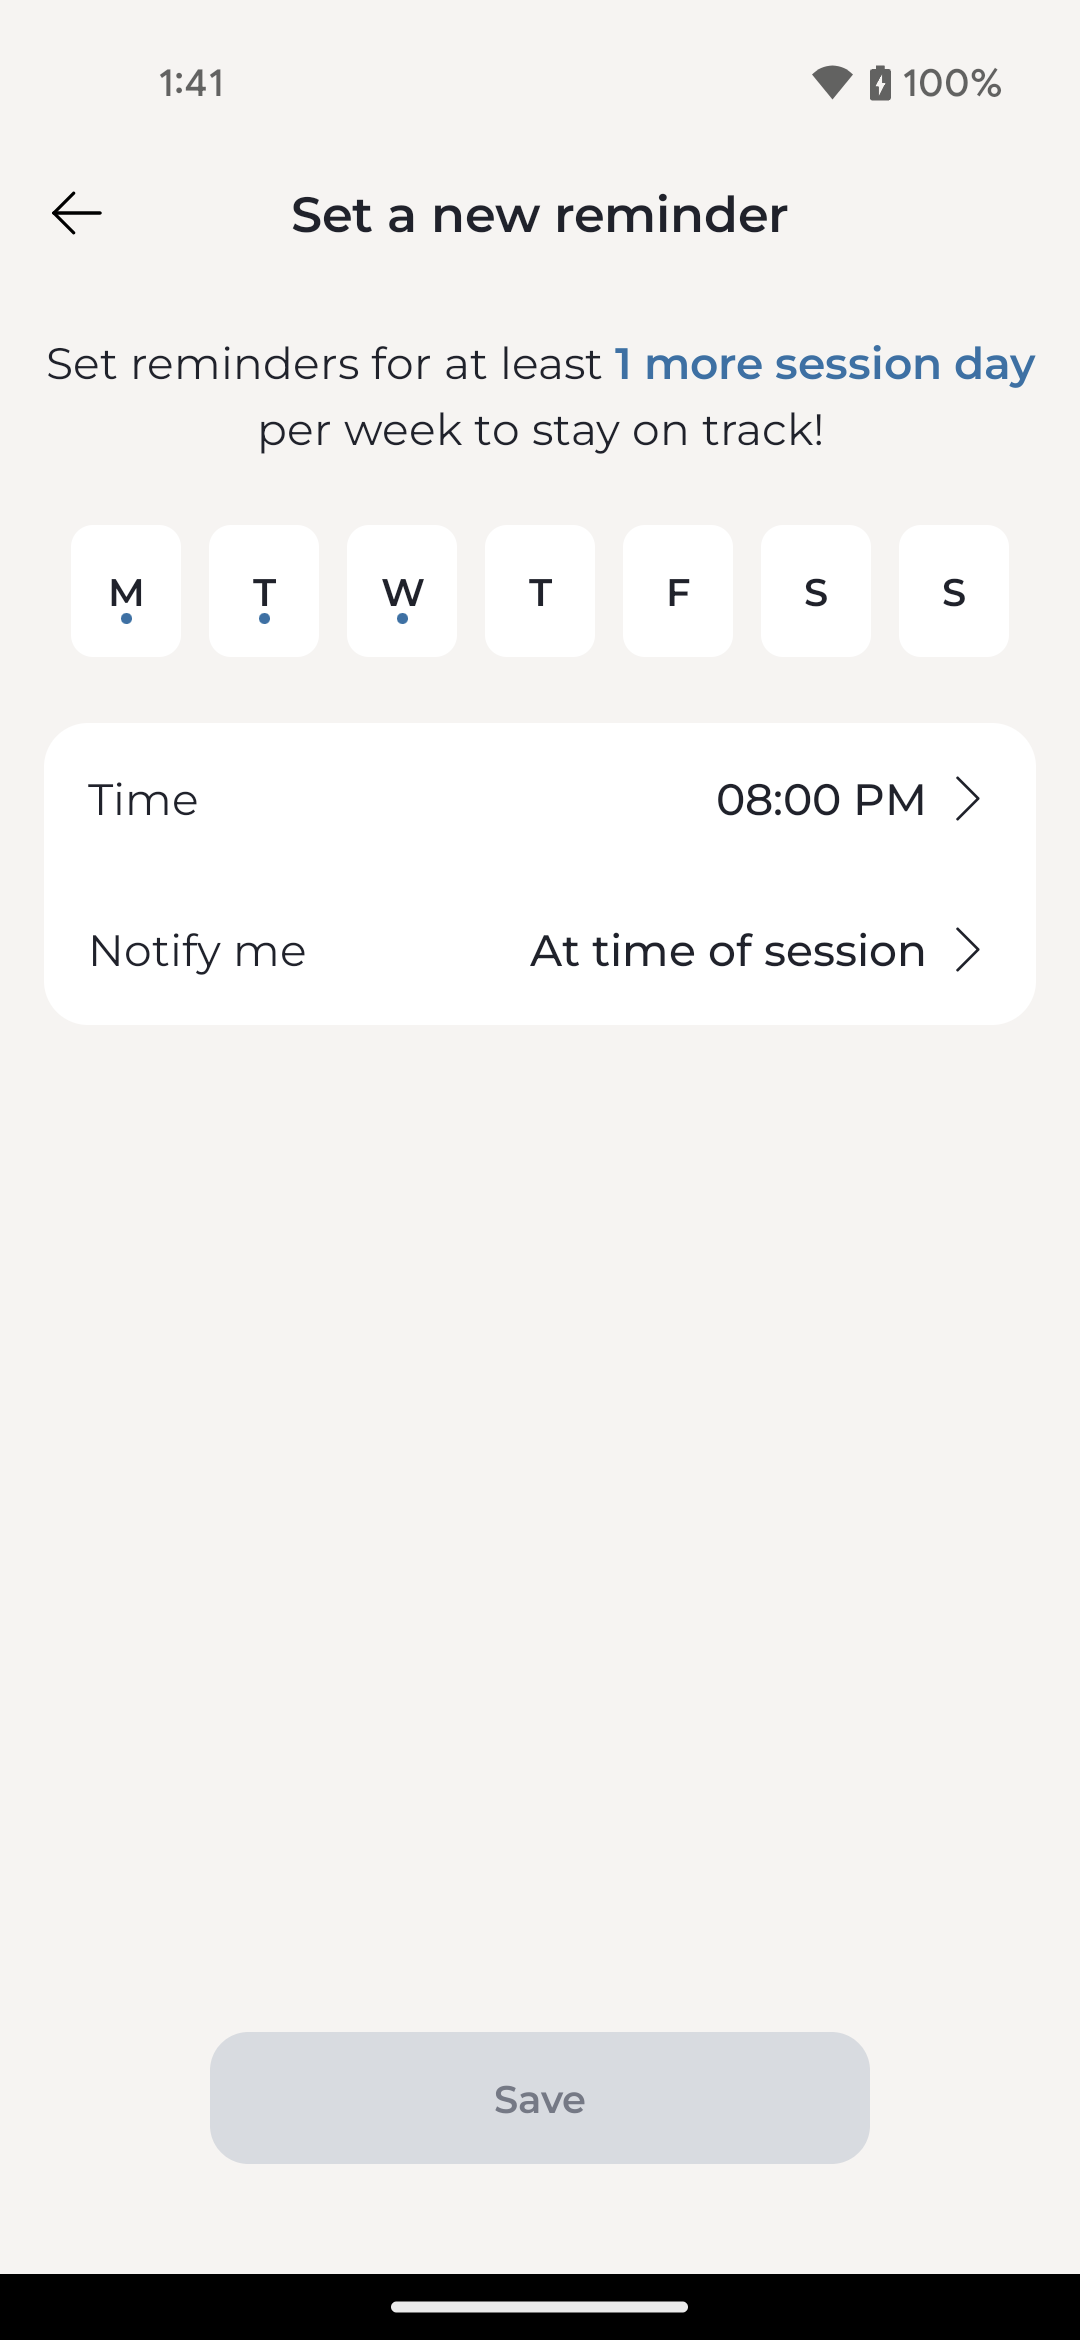 1:41
100%
Set a new reminder
Set reminders for at least 1 more session day
per week to stay on track!
M T W T F S S
Time 08:00 PM
Notify me At time of session
Save